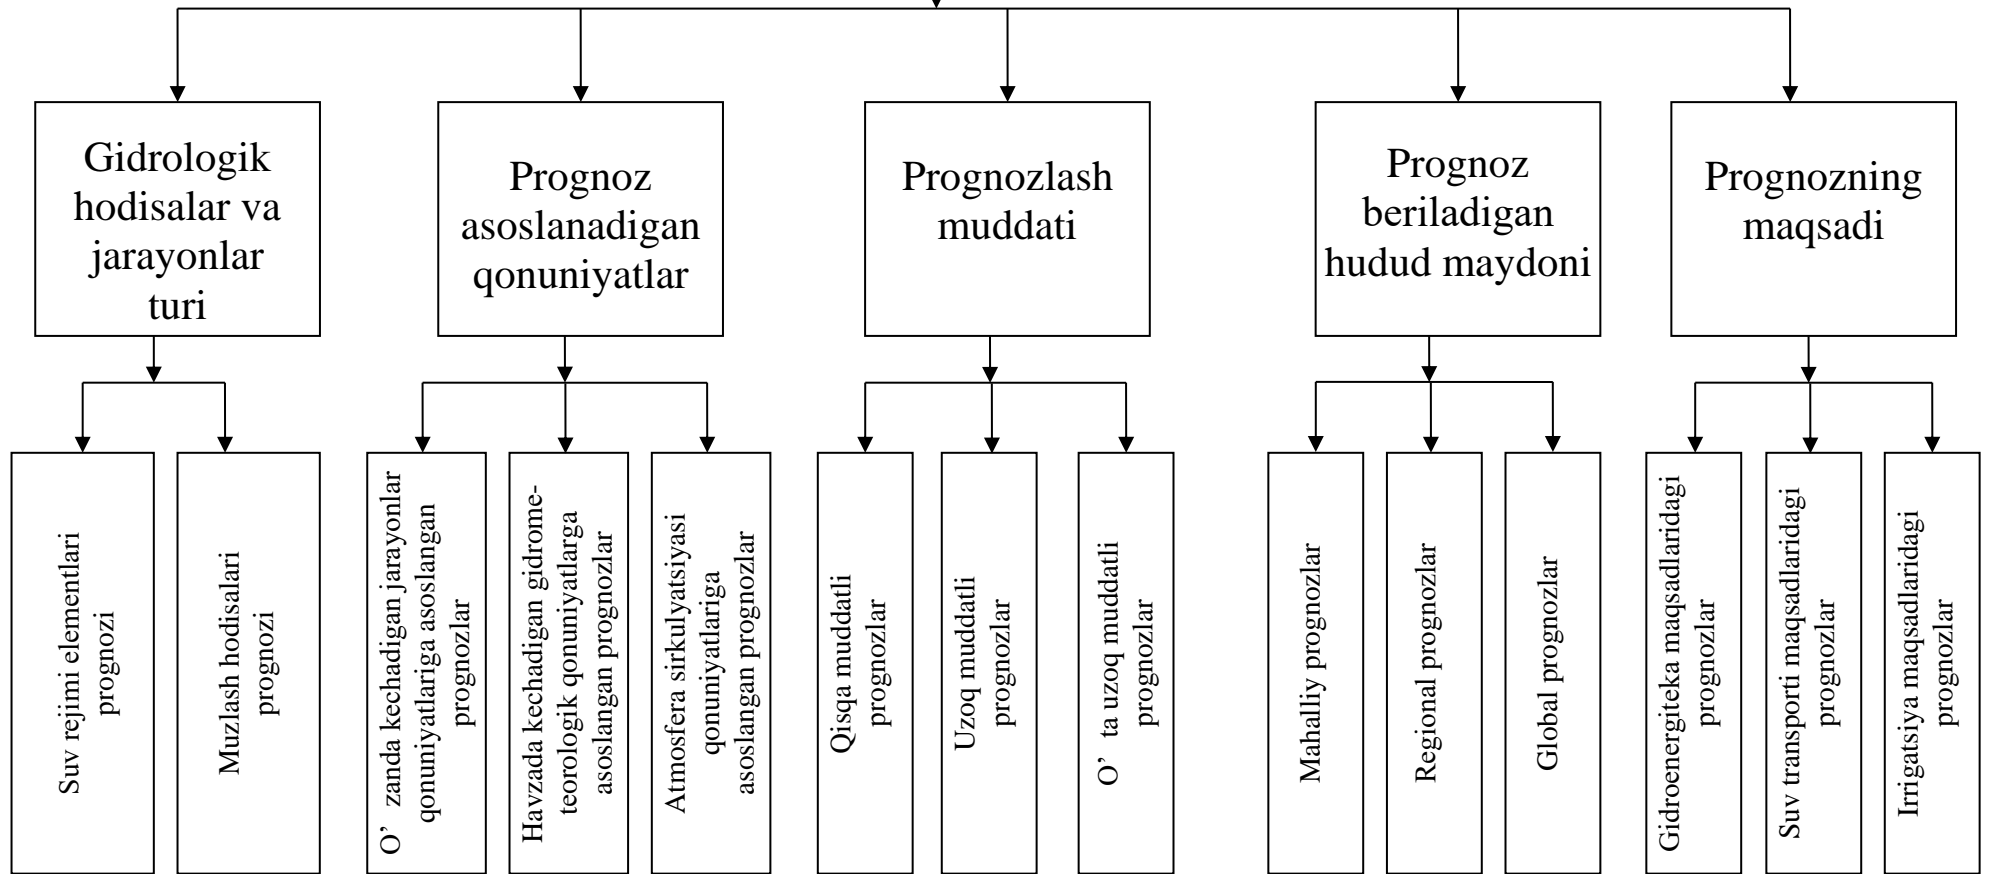 Gidrologik
hodisalar va
jarayonlar
turi
Prognoz
asoslanadigan
qonuniyatlar
Prognozlash
muddati
Prognoz
beriladigan
hudud maydoni
Prognozning
maqsadi
Suv rejimi elementlari
prognozi
Muzlash hodisalari
prognozi
O’ zanda kechadigan jarayonlar
qonuniyatlariga asoslangan
prognozlar
Havzada kechadigan gidrome-
teorologik qonuniyatlarga
asoslangan prognozlar
Atmosfera sirkulyatsiyasi
qonuniyatlariga
asoslangan prognozlar
Qisqa muddatli
prognozlar
Uzoq muddatli
prognozlar
O’ ta uzoq muddatli
prognozlar
Mahalliy prognozlar
Regional prognozlar
Global prognozlar
Gidroenergiteka maqsadlaridagi
prognozlar
Suv transporti maqsadlaridagi
prognozlar
Irrigatsiya maqsadlaridagi
prognozlar